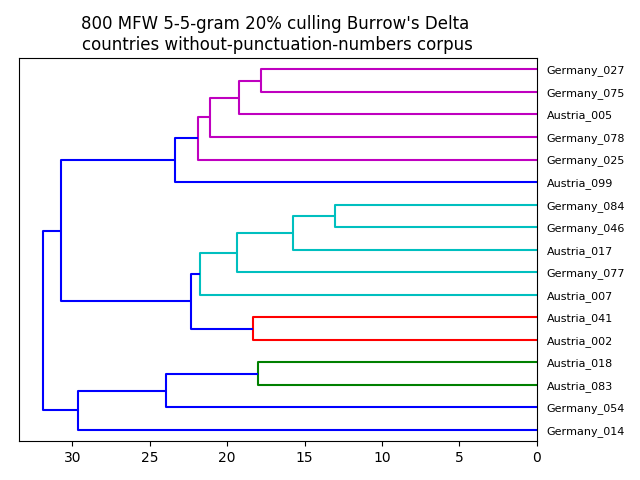 800 MFW 5-5-gram 20% culling Burrow's Delta
countries without-punctuation-numbers corpus
Germany_027
Germany_075
Austria_005
Germany_078
Germany_025
Austria_099
Germany_084
Germany_046
Austria_017
Germany_077
Austria_007
Austria_041
Austria_002
Austria_018
Austria_083
Germany_054
Germany_014
30 25 20 15 10 5 0